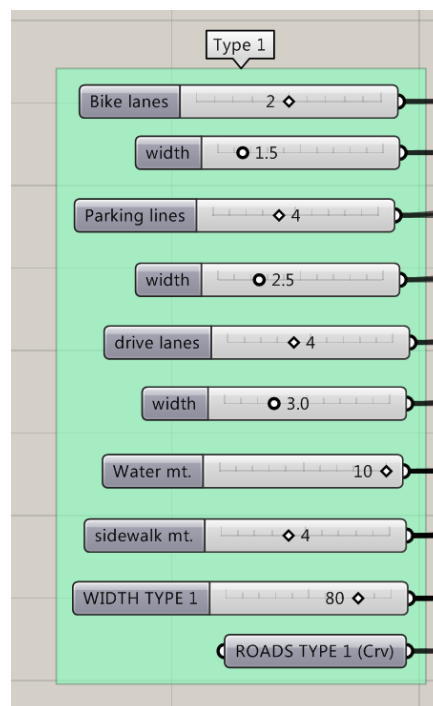 Type 1
Bike lanes 2
width 1.5
Parking lines 4
width 2.5
drive lanes 4
width 3.0
Water mt. 10
sidewalk mt. 4
WIDTH TYPE 1 80
ROADS TYPE 1 (Crv)